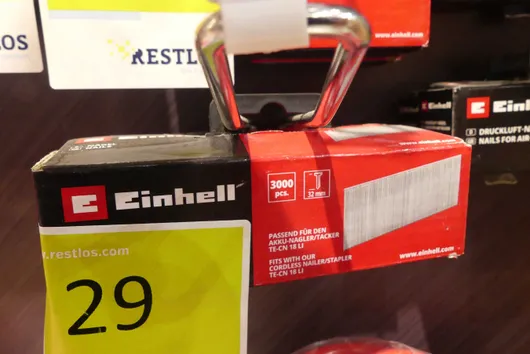 LOS
RESTLOS
www.einhell.com
Einhell
DRUCKLUFT-N
NAILS FOR AIR
Einhell
3000
pcs.
32 mm
PASSEND FÜR DEN
AKKU-NAGLER/TACKER
TE-CN 18 LI
FITS WITH OUR
CORDLESS NAILER/STAPLER
TE-CN 18 LI
www.einhell.com
.restlos.com
29